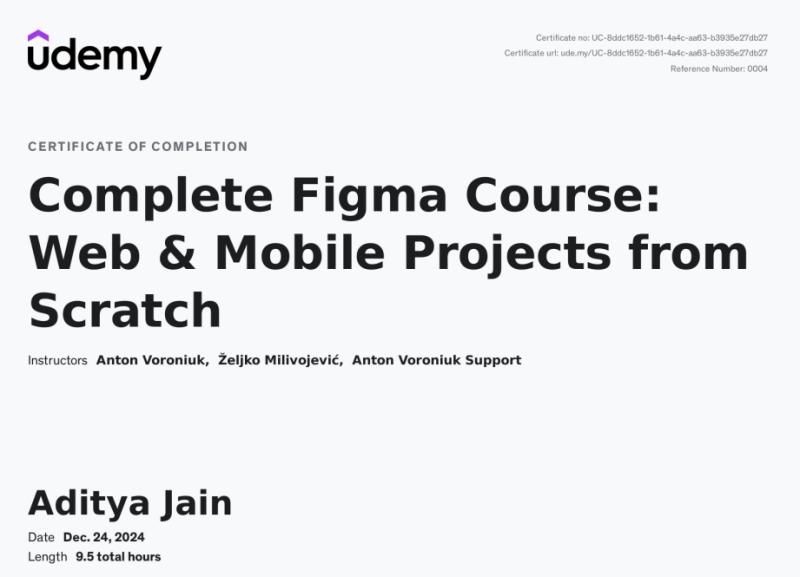 udemy
Certificate no: UC-8ddc1652-1b61-4a4c-aa63-b3935e27db27
Certificate url: ude.my/UC-8ddc1652-1b61-4a4c-aa63-b3935e27db27
Reference Number: 0004
CERTIFICATE OF COMPLETION
Complete Figma Course:
Web & Mobile Projects from
Scratch
Instructors Anton Voroniuk, Željko Milivojević, Anton Voroniuk Support
Aditya Jain
Date Dec. 24, 2024
Length 9.5 total hours